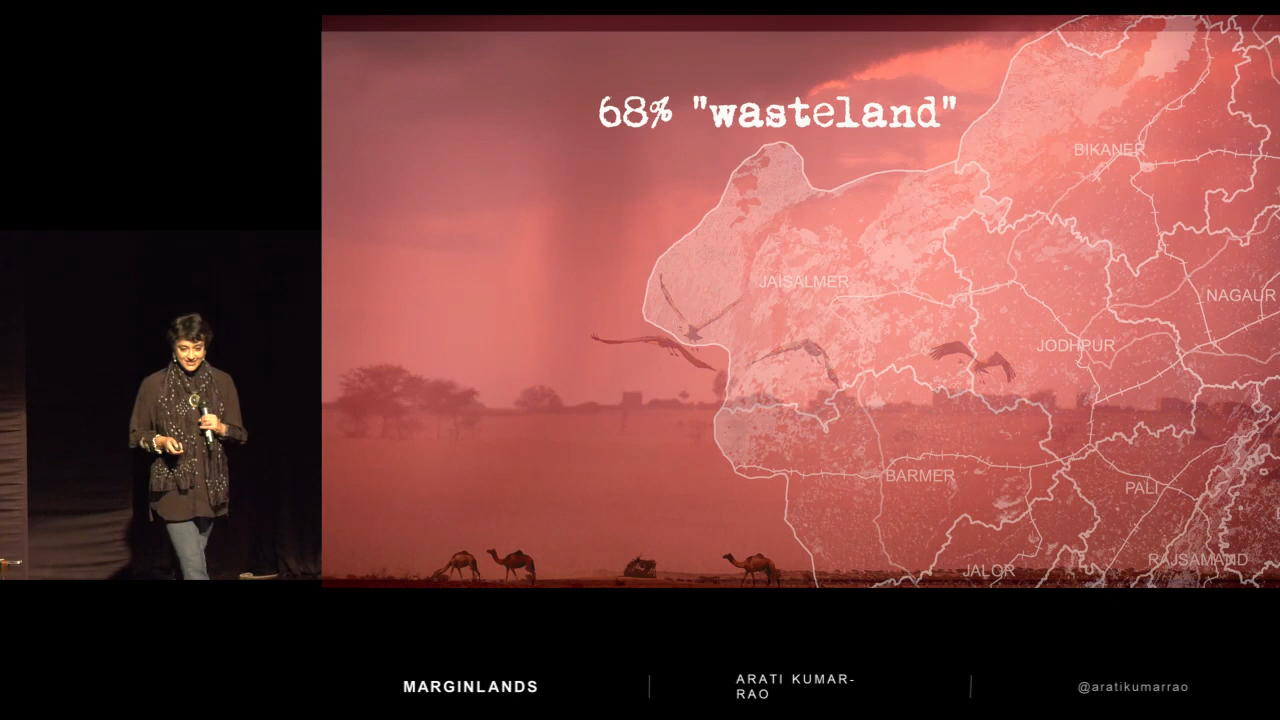 68% "wasteland"
BIKANER
JAISALMER
NAGAUR
JODHPUR
BARMER
PALI
RAJSAMAND
JALOR
MARGINLANDS
ARATI KUMAR-
RAO
@aratikumarrao